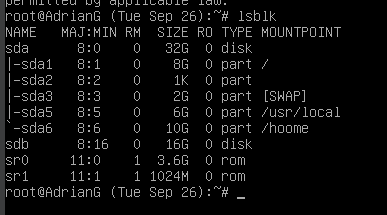 permitted by applicable law.
root@AdrianG (Tue Sep 26):~# lsblk
NAME MAJ:MIN RM SIZE RO TYPE MOUNTPOINT
sda 8:0 0 32G 0 disk
|-sda1 8:1 0 8G 0 part /
|-sda2 8:2 0 1K 0 part
|-sda3 8:3 0 2G 0 part [SWAP]
|-sda5 8:5 0 6G 0 part /usr/local
`-sda6 8:6 0 10G 0 part /hoome
sdb 8:16 0 16G 0 disk
sr0 11:0 1 3.6G 0 rom
sr1 11:1 1 1024M 0 rom
root@AdrianG (Tue Sep 26):~# _